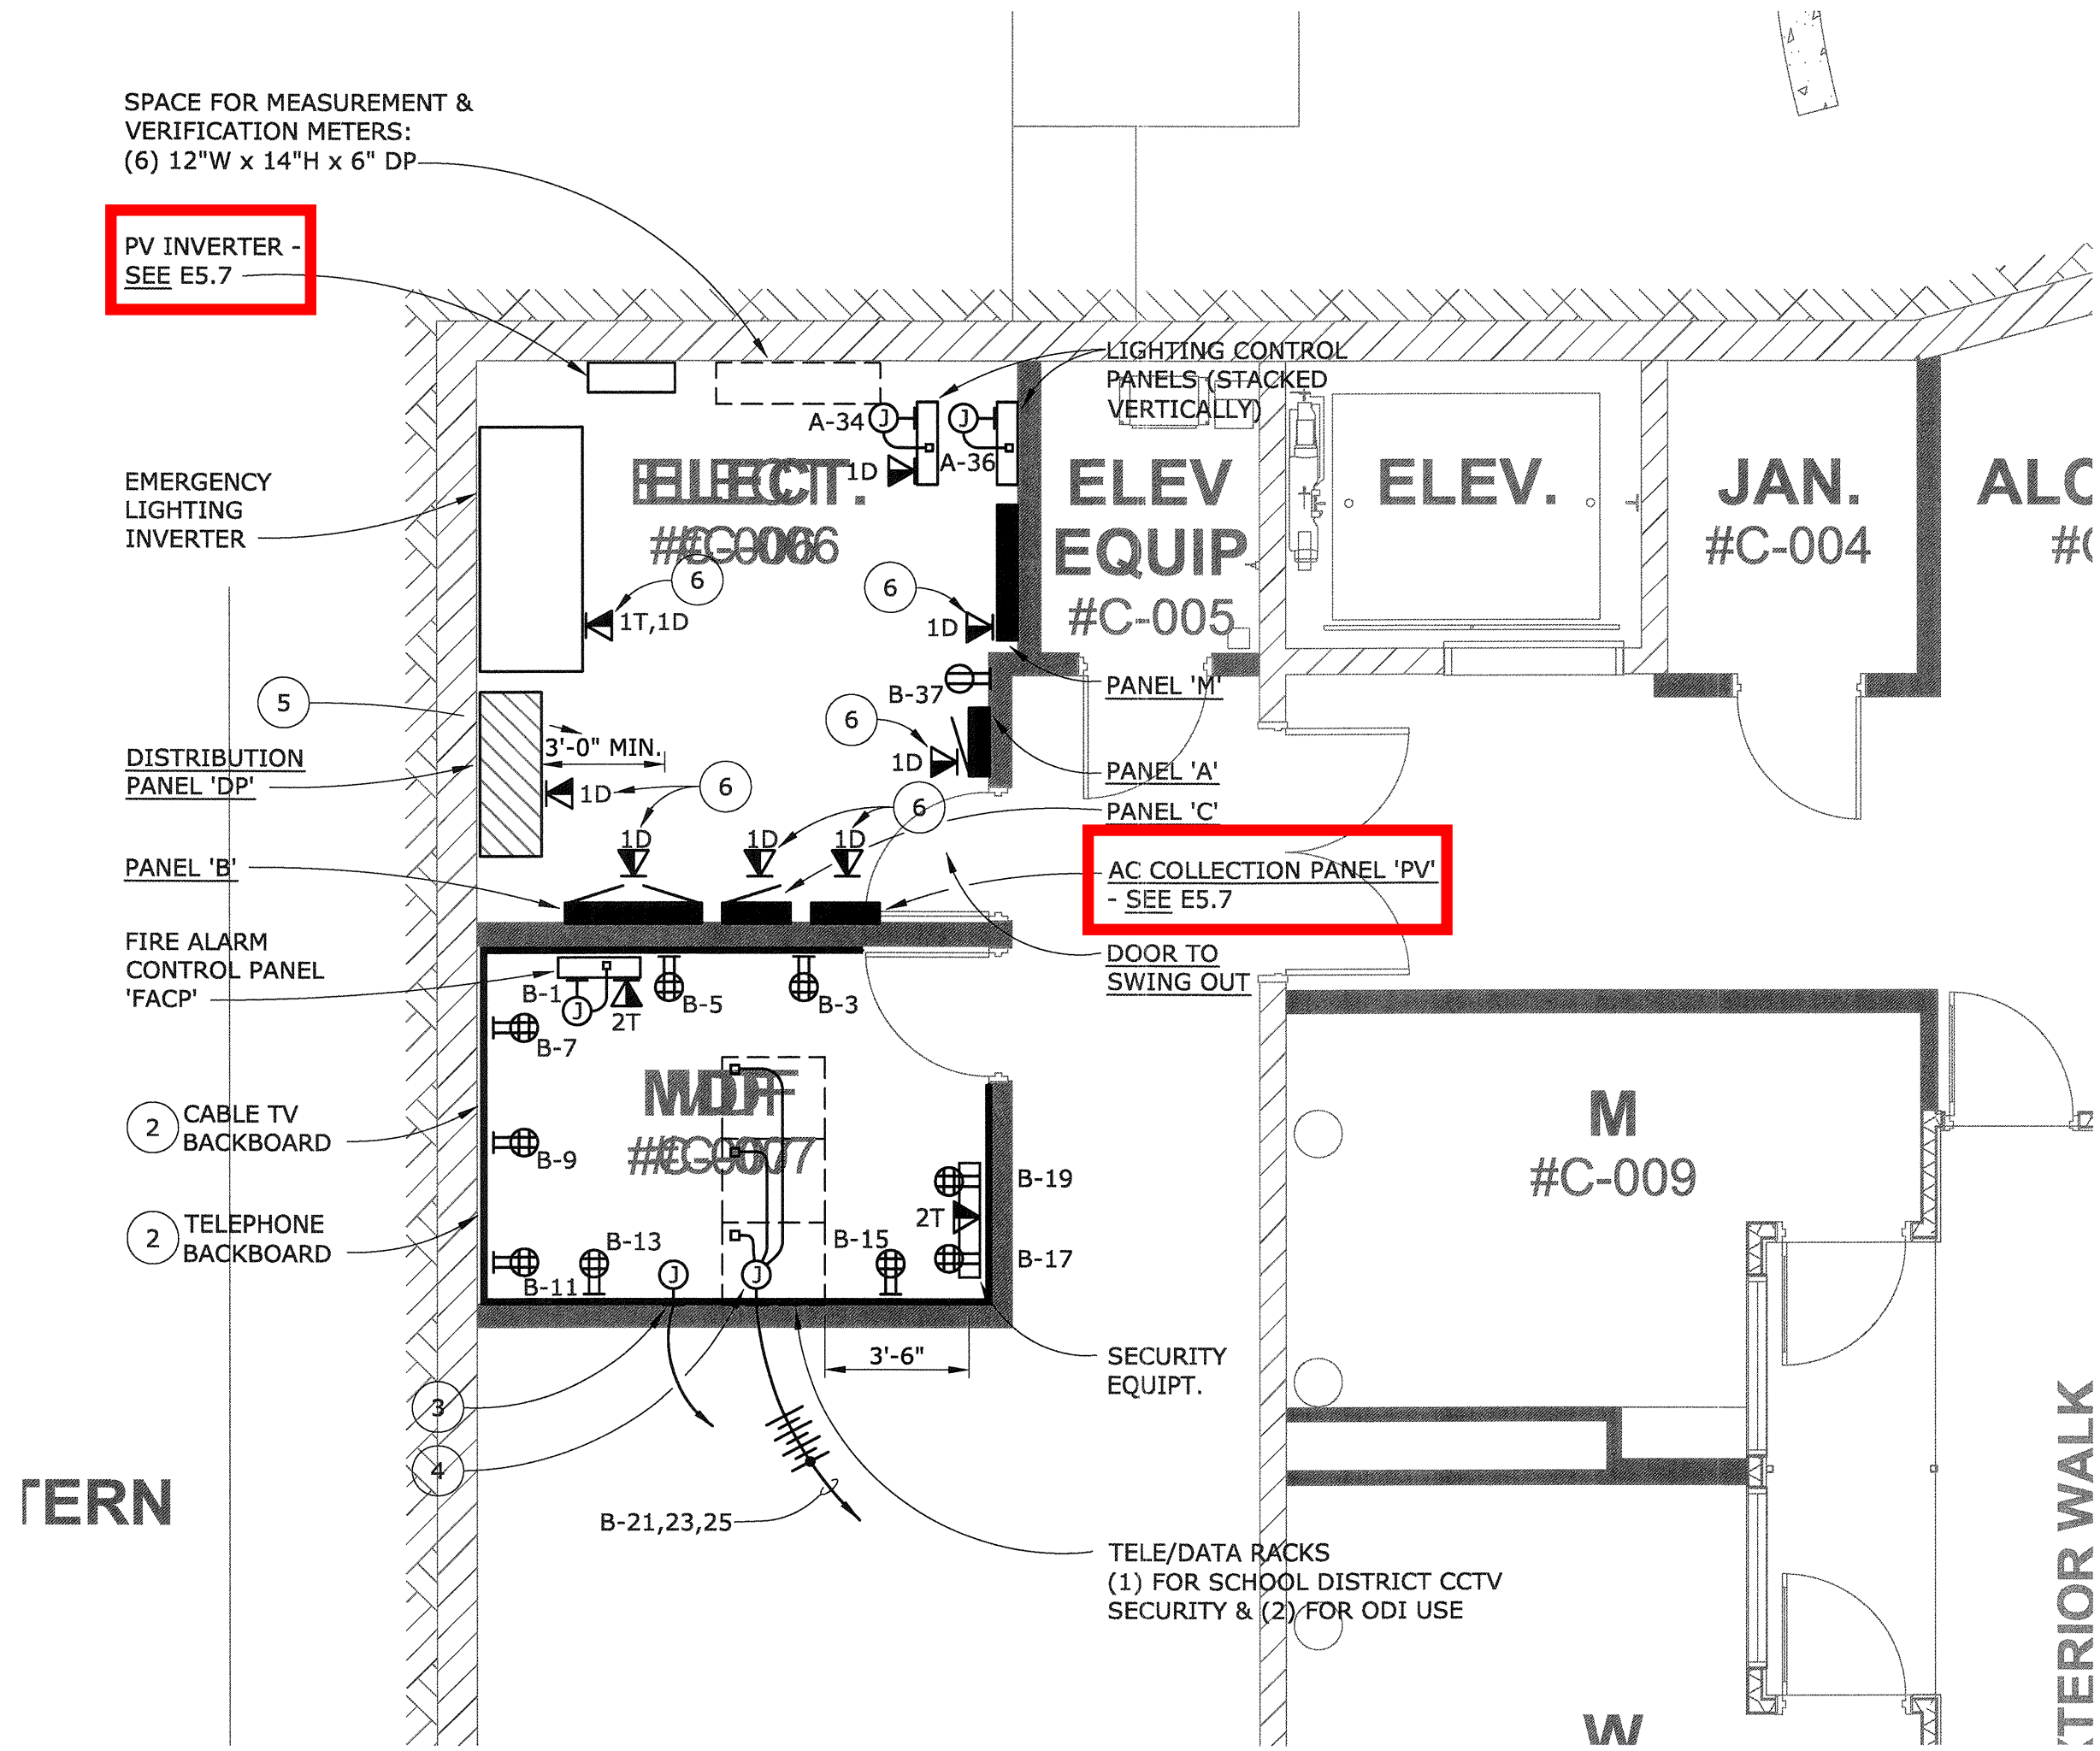 SPACE FOR MEASUREMENT &
VERIFICATION METERS:
(6) 12"W x 14"H x 6" DP
PV INVERTER -
SEE E5.7
LIGHTING CONTROL
PANELS (STACKED
VERTICALLY)
A-34
J
J
1D
A-36
EMERGENCY
LIGHTING
INVERTER
ELECT.
ELEV
EQUIP
#C-005
ELEV.
JAN.
#C-004
6
1T,1D
6
1D
5
B-37
PANEL 'M'
6
1D
3'-0" MIN.
DISTRIBUTION
PANEL 'DP'
PANEL 'A'
1D
6
6
PANEL 'C'
1D
1D
1D
PANEL 'B'
AC COLLECTION PANEL 'PV'
- SEE E5.7
FIRE ALARM
CONTROL PANEL
'FACP'
DOOR TO
SWING OUT
B-1
J
2T
B-5
B-3
B-7
2
CABLE TV
BACKBOARD
B-9
M
#C-009
B-19
2T
B-17
2
TELEPHONE
BACKBOARD
B-11
B-13
J
J
B-15
3'-6"
SECURITY
EQUIPT.
3
4
B-21,23,25
TELE/DATA RACKS
(1) FOR SCHOOL DISTRICT CCTV
SECURITY & (2) FOR ODI USE
W